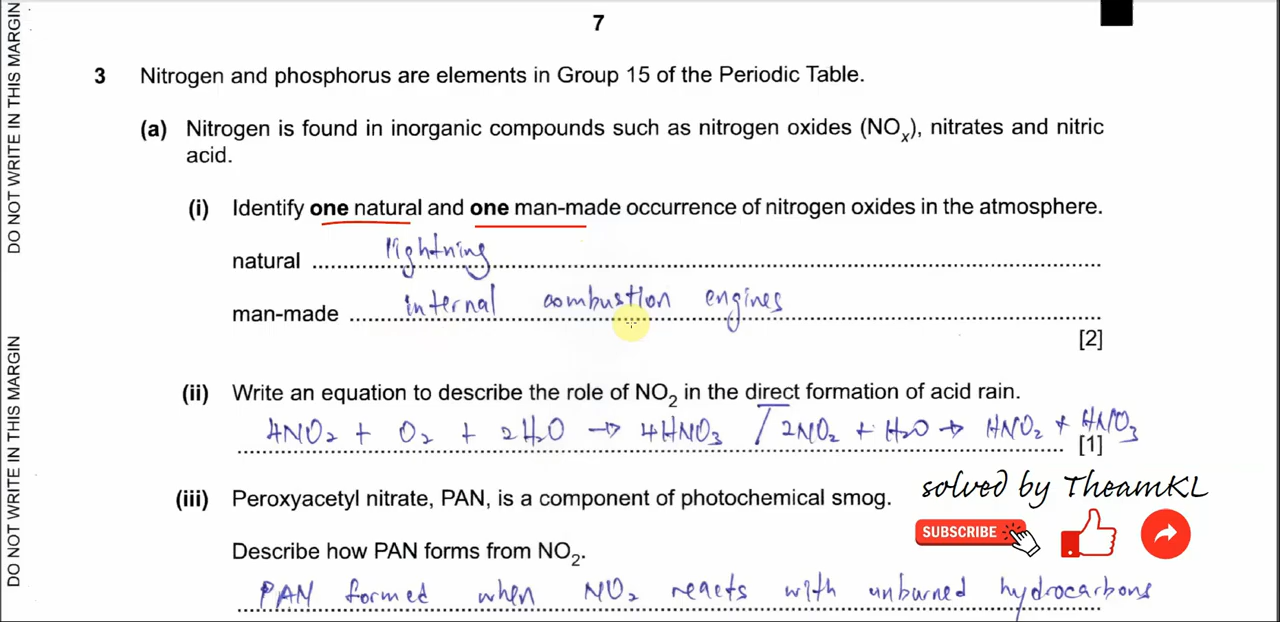 7
DO NOT WRITE IN THIS MARGIN
3 Nitrogen and phosphorus are elements in Group 15 of the Periodic Table.
(a) Nitrogen is found in inorganic compounds such as nitrogen oxides (NOₓ), nitrates and nitric
acid.
(i) Identify one natural and one man-made occurrence of nitrogen oxides in the atmosphere.
natural lightning
man-made internal combustion engines
[2]
DO NOT WRITE IN THIS MARGIN
(ii) Write an equation to describe the role of NO₂ in the direct formation of acid rain.
4NO₂ + O₂ + 2H₂O → 4HNO₃ / 2NO₂ + H₂O → HNO₂ + HNO₃
[1]
(iii) Peroxyacetyl nitrate, PAN, is a component of photochemical smog.
solved by TheamKL
SUBSCRIBE
Describe how PAN forms from NO₂.
PAN formed when NO₂ reacts with unburned hydrocarbons